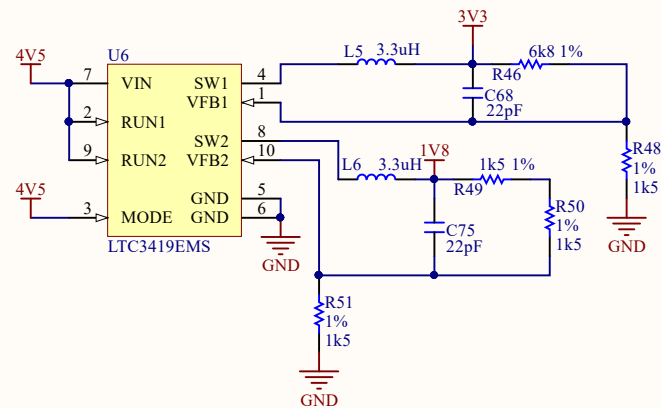 3V3
4V5
U6
L5 3.3uH
6k8 1%
7 VIN SW1 4
R46
VFB1 1
C68
22pF
2 RUN1
SW2 8
9 RUN2 VFB2 10
1V8
L6 3.3uH
1k5 1%
R48
1%
1k5
R49
4V5
GND 5
3 MODE GND 6
R50
1%
1k5
C75
22pF
LTC3419EMS
GND
GND
R51
1%
1k5
GND